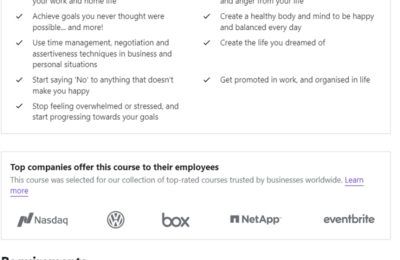 your work and home life
and anger from your life
Achieve goals you never thought were
possible... and more!
Create a healthy body and mind to be happy
and balanced every day
Use time management, negotiation and
assertiveness techniques in business and
personal situations
Create the life you dreamed of
Start saying 'No' to anything that doesn't
make you happy
Get promoted in work, and organised in life
Stop feeling overwhelmed or stressed, and
start progressing towards your goals
Top companies offer this course to their employees
This course was selected for our collection of top-rated courses trusted by businesses worldwide. Learn
more
Nasdaq
box
NetApp
eventbrite
Requirements